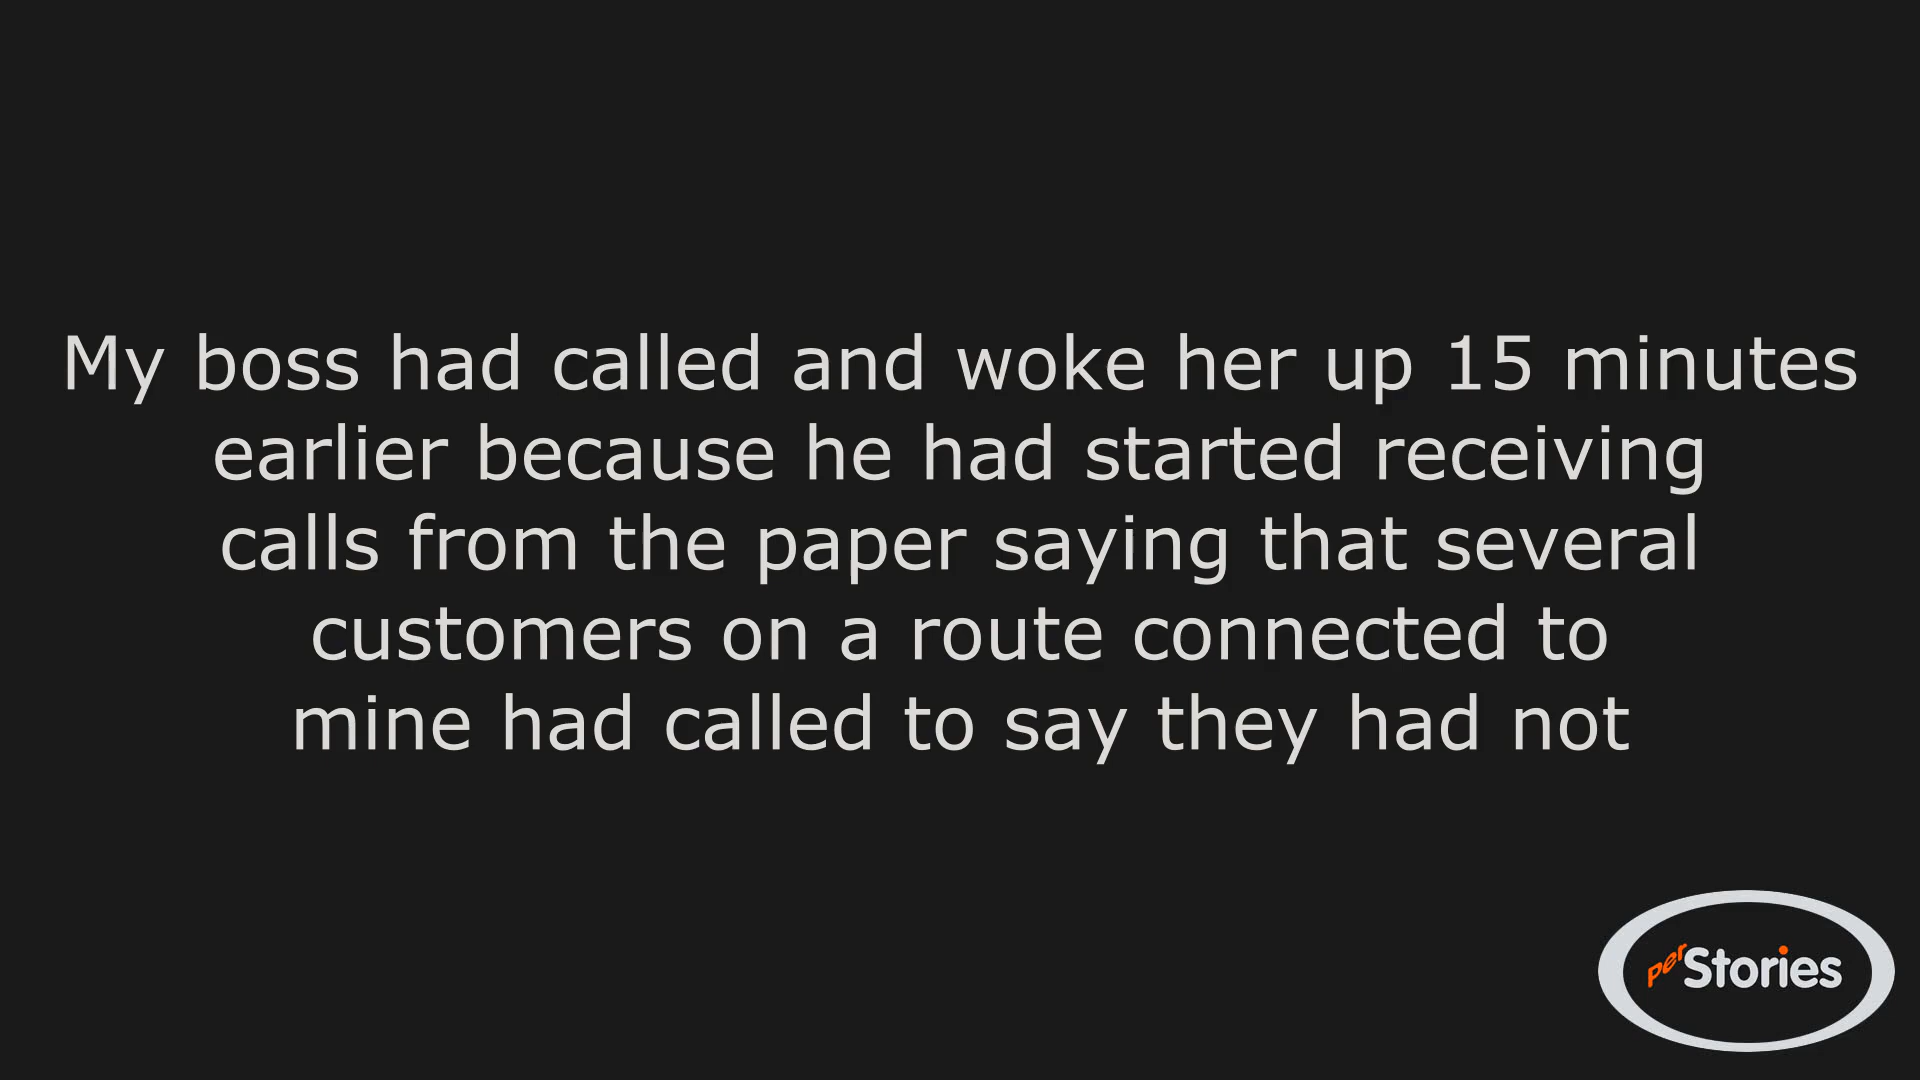 My boss had called and woke her up 15 minutes
earlier because he had started receiving
calls from the paper saying that several
customers on a route connected to
mine had called to say they had not
perStories